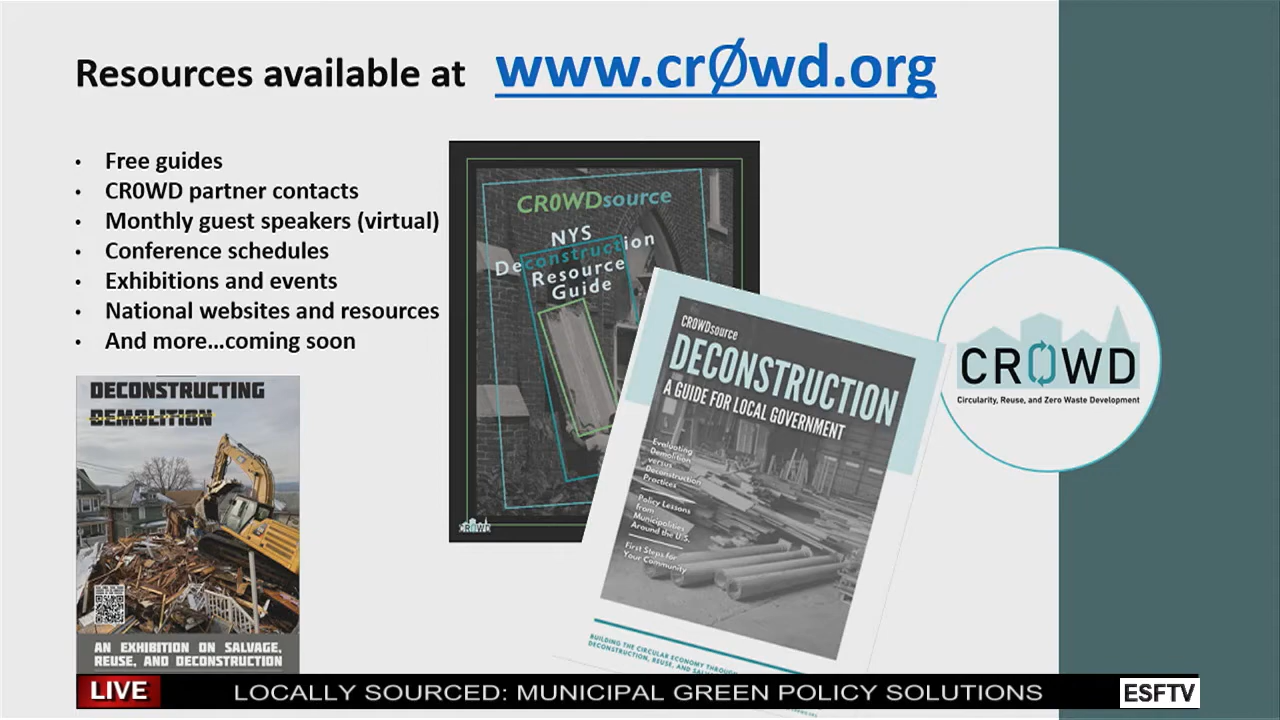 Resources available at www.crØwd.org
• Free guides
• CR0WD partner contacts
• Monthly guest speakers (virtual)
• Conference schedules
• Exhibitions and events
• National websites and resources
• And more…coming soon
CR0WDsource
NYS
Deconstruction
Resource
Guide
CR0WD
CROWDsource
DECONSTRUCTION
A GUIDE FOR LOCAL GOVERNMENT
Evaluating
Demolition
versus
Deconstruction
Practices
Policy Lessons
from
Municipalities
Around the U.S.
First Steps for
Your Community
BUILDING THE CIRCULAR ECONOMY THROUGH
DECONSTRUCTION, REUSE, AND
CR0WD
Circularity, Reuse, and Zero Waste Development
DECONSTRUCTING
DEMOLITION
AN EXHIBITION ON SALVAGE,
REUSE, AND DECONSTRUCTION
LIVE
LOCALLY SOURCED: MUNICIPAL GREEN POLICY SOLUTIONS
ESFTV